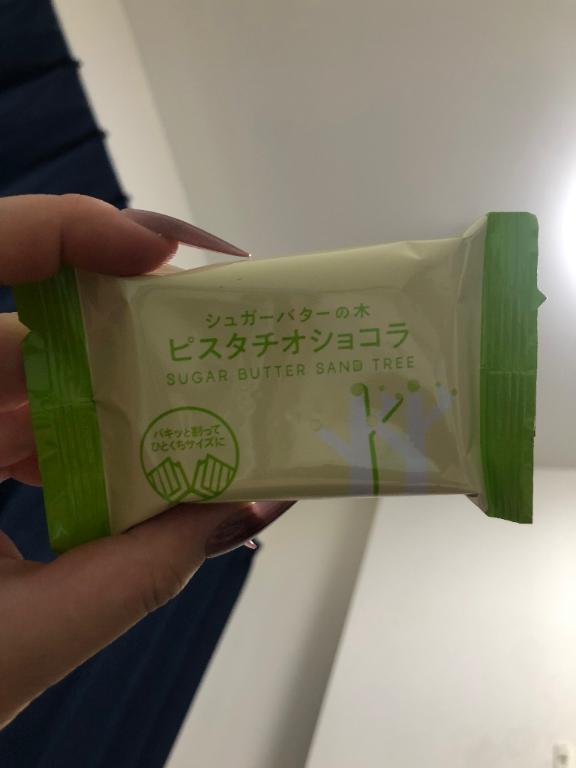 シュガーバターの木
ピスタチオショコラ
SUGAR BUTTER SAND TREE
パキッと割って
ひとくちサイズに